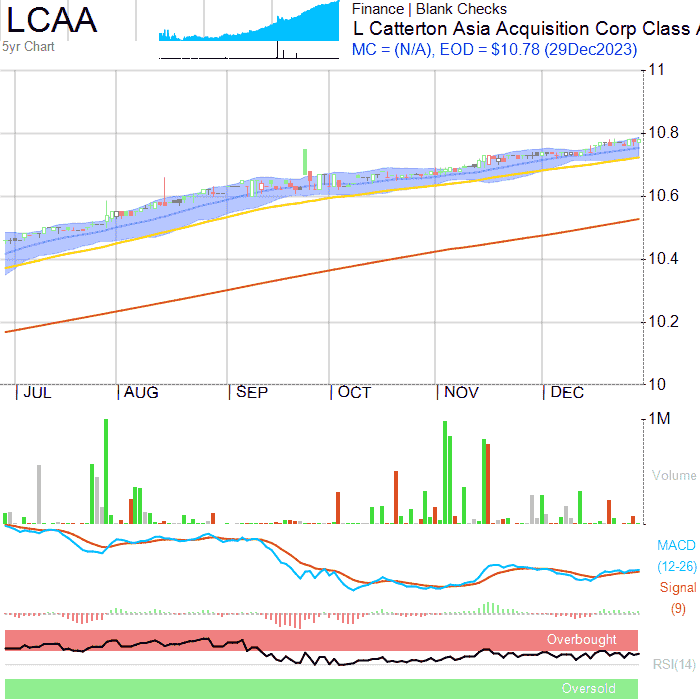 LCAA
5yr Chart
Finance | Blank Checks
L Catterton Asia Acquisition Corp Class A
MC = (N/A), EOD = $10.78 (29Dec2023)
11
10.8
10.6
10.4
10.2
10
JUL AUG SEP OCT NOV DEC
1M
Volume
MACD
(12-26)
Signal
(9)
Overbought
RSI(14)
Oversold